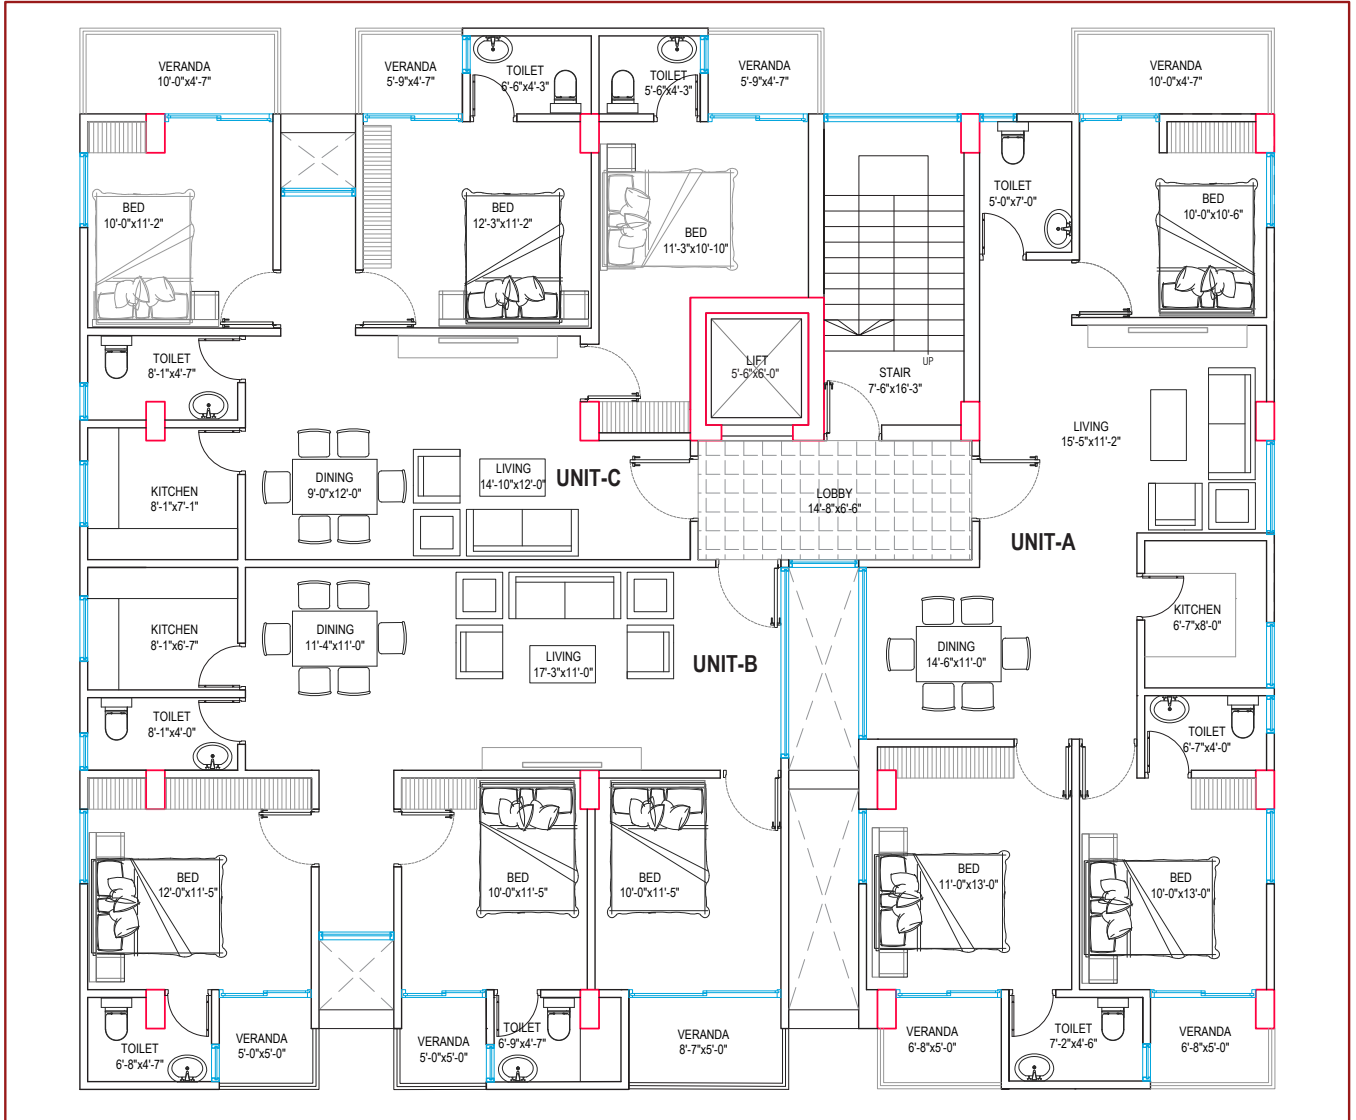 VERANDA
10'-0"x4'-7"
VERANDA
5'-9"x4'-7"
TOILET
6'-6"x4'-3"
TOILET
5'-6"x4'-3"
VERANDA
5'-9"x4'-7"
VERANDA
10'-0"x4'-7"
BED
10'-0"x11'-2"
BED
12'-3"x11'-2"
BED
11'-3"x10'-10"
TOILET
5'-0"x7'-0"
BED
10'-0"x10'-6"
TOILET
8'-1"x4'-7"
LIFT
5'-6"x6'-0"
UP
STAIR
7'-6"x16'-3"
LIVING
15'-5"x11'-2"
KITCHEN
8'-1"x7'-1"
DINING
9'-0"x12'-0"
LIVING
14'-10"x12'-0"
UNIT-C
LOBBY
14'-8"x6'-6"
UNIT-A
KITCHEN
8'-1"x6'-7"
DINING
11'-4"x11'-0"
LIVING
17'-3"x11'-0"
UNIT-B
DINING
14'-6"x11'-0"
KITCHEN
6'-7"x8'-0"
TOILET
8'-1"x4'-0"
TOILET
6'-7"x4'-0"
BED
12'-0"x11'-5"
BED
10'-0"x11'-5"
BED
10'-0"x11'-5"
BED
11'-0"x13'-0"
BED
10'-0"x13'-0"
TOILET
6'-8"x4'-7"
VERANDA
5'-0"x5'-0"
VERANDA
5'-0"x5'-0"
TOILET
6'-9"x4'-7"
VERANDA
8'-7"x5'-0"
VERANDA
6'-8"x5'-0"
TOILET
7'-2"x4'-6"
VERANDA
6'-8"x5'-0"